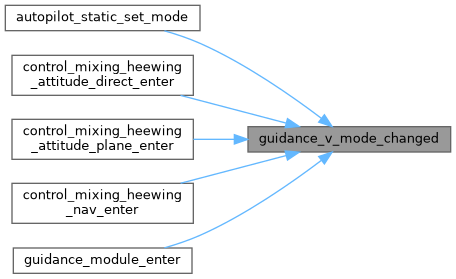 autopilot_static_set_mode
control_mixing_heewing
_attitude_direct_enter
control_mixing_heewing
_attitude_plane_enter
guidance_v_mode_changed
control_mixing_heewing
_nav_enter
guidance_module_enter